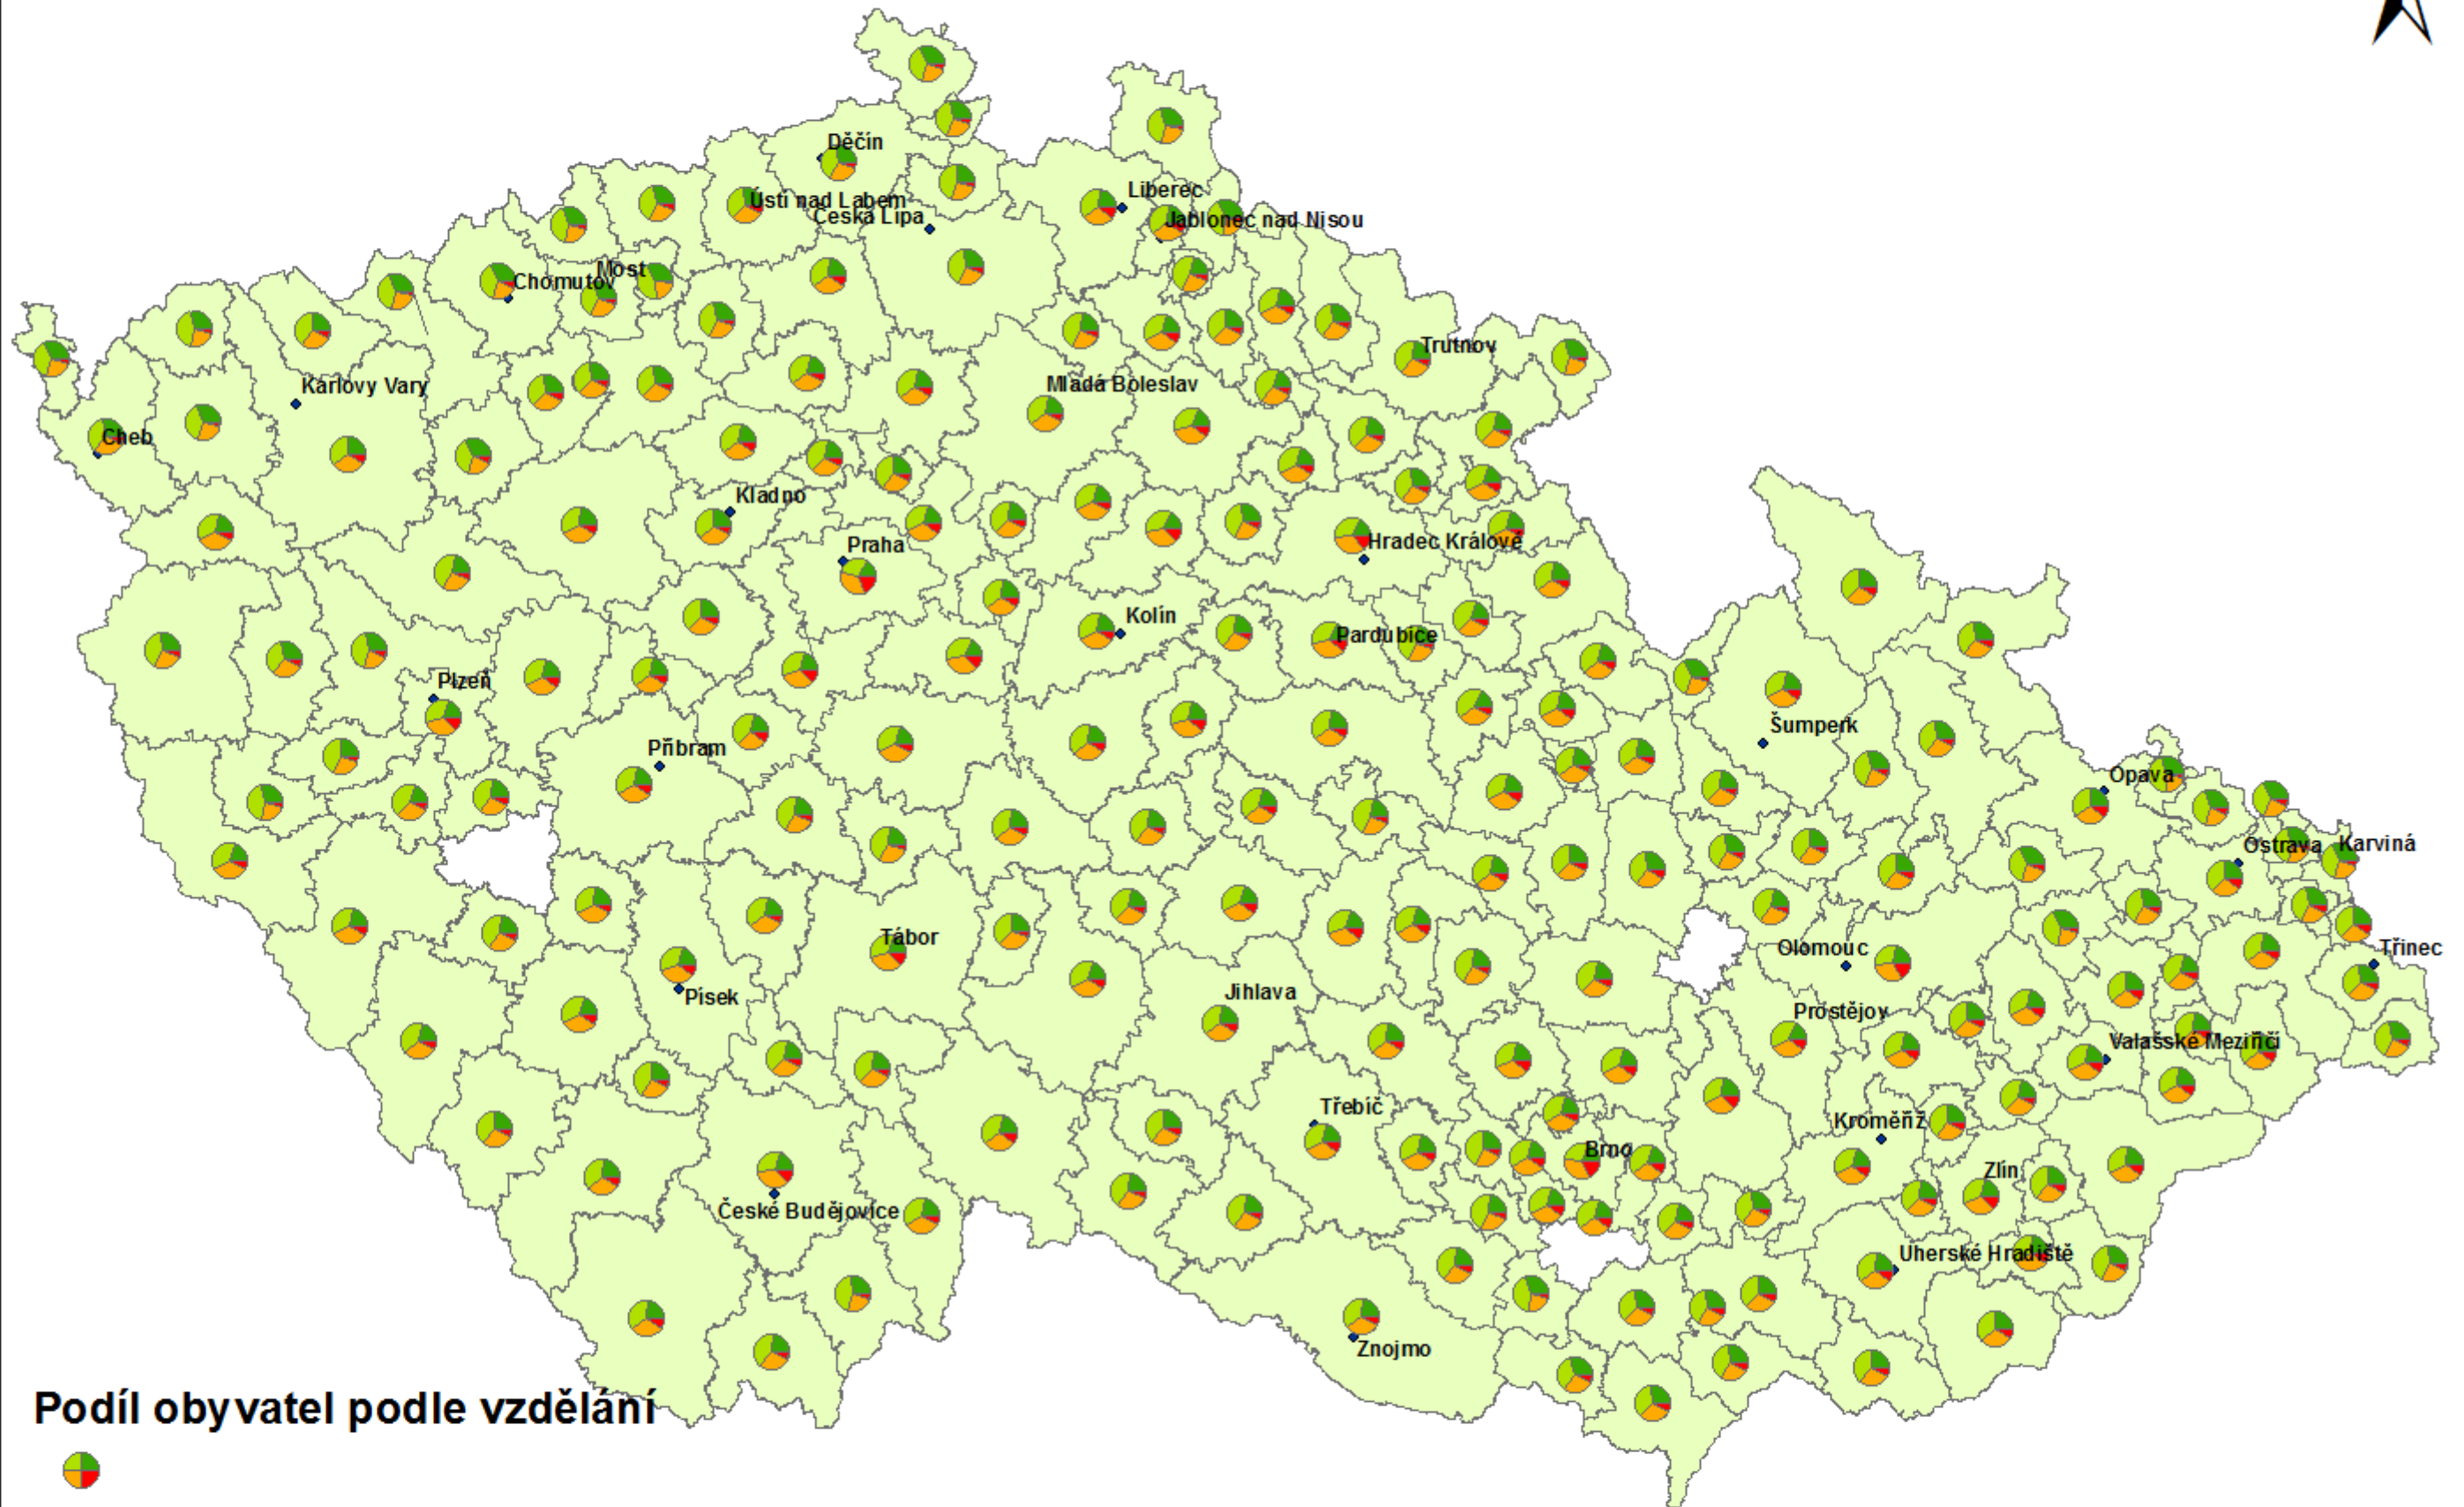 Děčín
Liberec
Ústí nad Labem
Česká Lípa
Jablonec nad Nisou
Most
Chomutov
Trutnov
Karlovy Vary
Mladá Boleslav
Cheb
Kladno
Praha
Hradec Králové
Kolín
Pardubice
Plzeň
Šumperk
Příbram
Opava
Ostrava
Karviná
Tábor
Olomouc
Třinec
Písek
Jihlava
Prostějov
Valašské Meziříčí
Třebíč
Kroměříž
Brno
Zlín
České Budějovice
Uherské Hradiště
Znojmo
Podíl obyvatel podle vzdělání